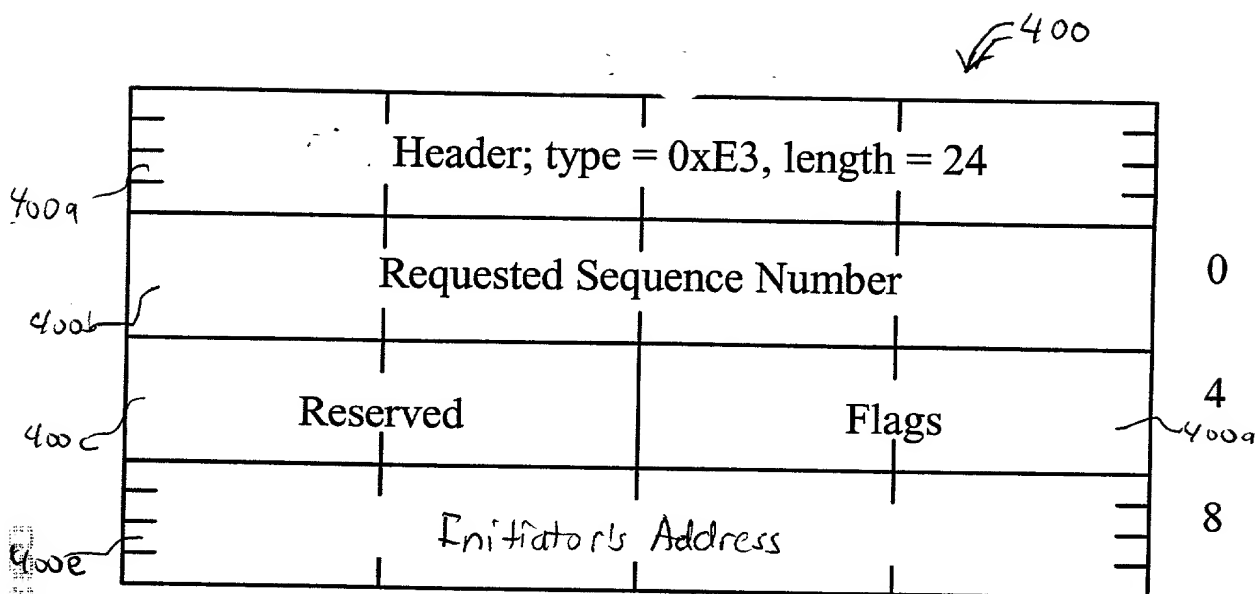 400
Header; type = 0xE3, length = 24
400a
Requested Sequence Number
0
400b
Reserved
Flags
4
400c
400a
Initiator's Address
8
400e